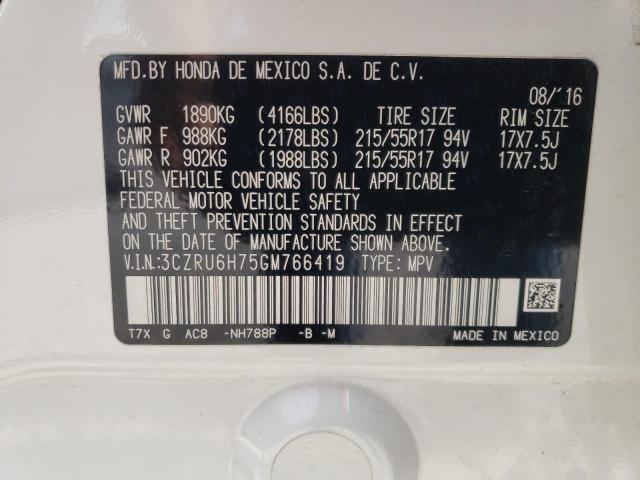 MFD.BY HONDA DE MEXICO S.A. DE C.V.
08/'16
GVWR 1890KG (4166LBS) TIRE SIZE RIM SIZE
GAWR F 988KG (2178LBS) 215/55R17 94V 17X7.5J
GAWR R 902KG (1988LBS) 215/55R17 94V 17X7.5J
THIS VEHICLE CONFORMS TO ALL APPLICABLE
FEDERAL MOTOR VEHICLE SAFETY
AND THEFT PREVENTION STANDARDS IN EFFECT
ON THE DATE OF MANUFACTURE SHOWN ABOVE.
V.I.N.:3CZRU6H75GM766419 TYPE: MPV
T7X G AC8 -NH788P -B -M MADE IN MEXICO